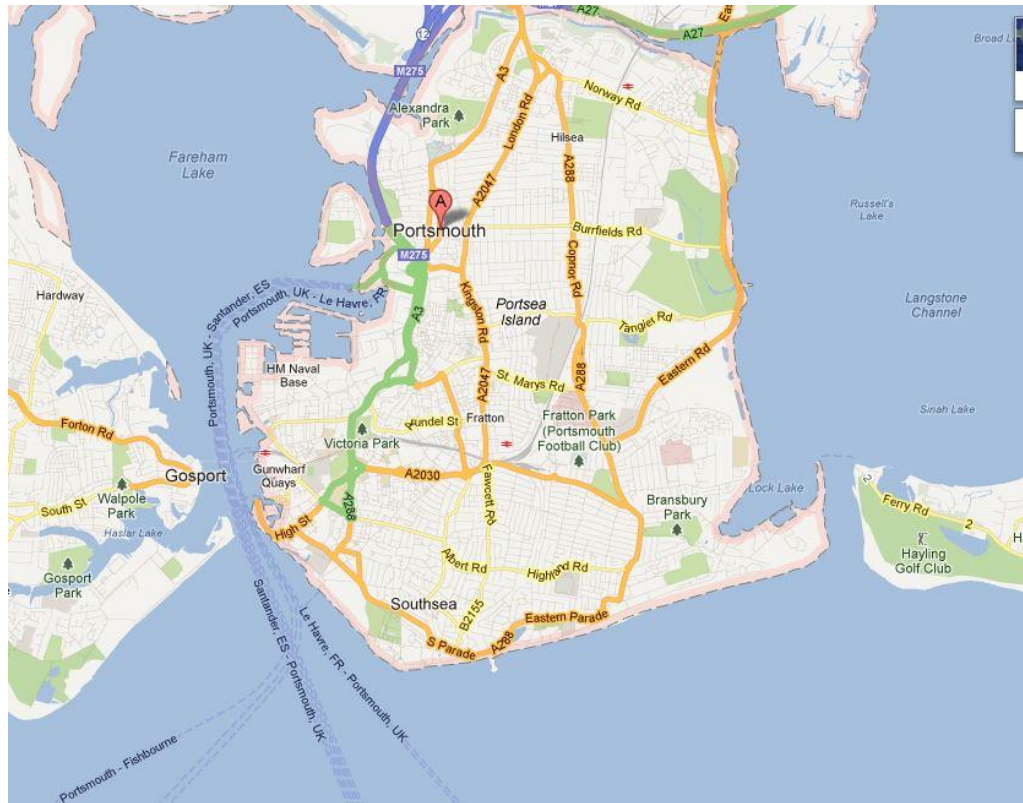 A27
A27
12
M275
A3
Norway Rd
Broad
Alexandra
Park
London Rd
Hilsea
Fareham
Lake
A288
A2047
A
Russell's
Lake
Portsmouth
Burrfields Rd
M275
Copnor Rd
Hardway
Santander, ES
Portsmouth, UK - Le Havre, FR
Portsmouth, UK -
Kingston Rd
Portsea
Island
Langstone
Channel
A3
Tangier Rd
HM Naval
Base
Eastern Rd
St. Marys Rd
A2047
A288
Sinah Lake
Forton Rd
Arundel St
Fratton
Fratton Park
(Portsmouth
Football Club)
Victoria Park
Gosport
Gunwharf
Quays
A2030
Fawcett Rd
Lock Lake
Walpole
Park
South St
A288
Bransbury
Park
2
Ferry Rd
2
High St
Haslar Lake
Hayling
Golf Club
Gosport
Park
Albert Rd
Highland Rd
Southsea
B2155
Eastern Parade
S Parade
A288
Santander, ES - Portsmouth, UK
Le Havre, FR - Portsmouth, UK
Portsmouth - Fishbourne